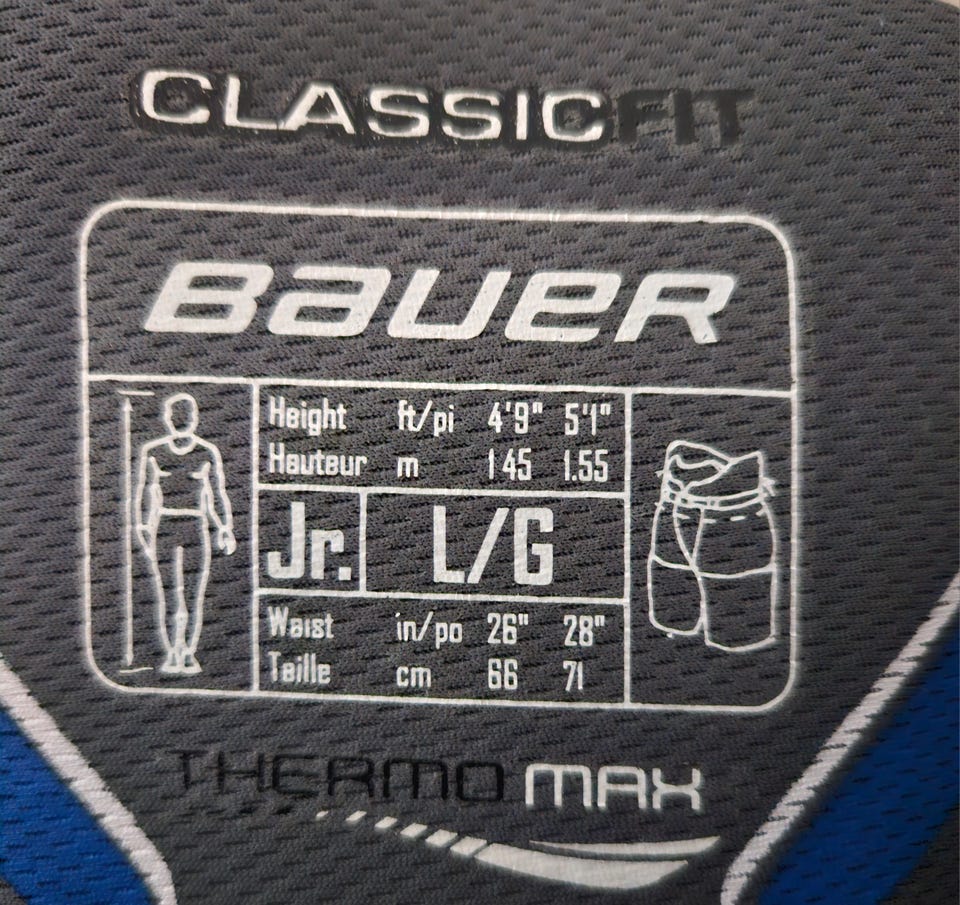 CLASSICFIT
BAUER
Height ft/pi 4'9" 5'1"
Hauteur m 1.45 1.55
Jr. L/G
Waist in/po 26" 28"
Taille cm 66 71
THERMO MAX